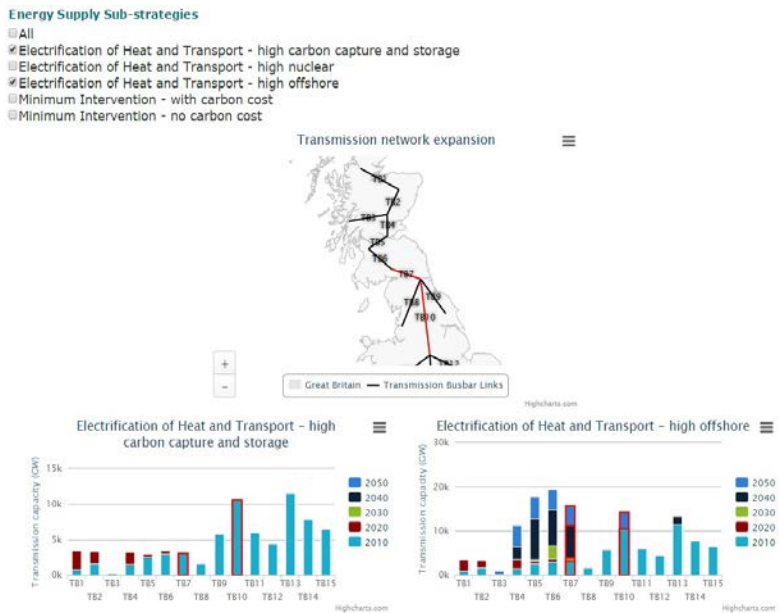 Energy Supply Sub-strategies
All
Electrification of Heat and Transport - high carbon capture and storage
Electrification of Heat and Transport - high nuclear
Electrification of Heat and Transport - high offshore
Minimum Intervention - with carbon cost
Minimum Intervention - no carbon cost
Transmission network expansion
TB1
TB2
TB3
TB4
TB5
TB6
TB7
TB8 TB9
TB10
+
-
Great Britain Transmission Busbar Links
Highcharts.com
Electrification of Heat and Transport – high
carbon capture and storage
Transmission capacity (GW)
15k
10k
5k
0k
TB1 TB3 TB5 TB7 TB9 TB11 TB13 TB15
TB2 TB4 TB6 TB8 TB10 TB12 TB14
2050
2040
2030
2020
2010
Highcharts.com
Electrification of Heat and Transport – high offshore
Transmission capacity (GW)
30k
20k
10k
0k
TB1 TB3 TB5 TB7 TB9 TB11 TB13 TB15
TB2 TB4 TB6 TB8 TB10 TB12 TB14
2050
2040
2030
2020
2010
Highcharts.com